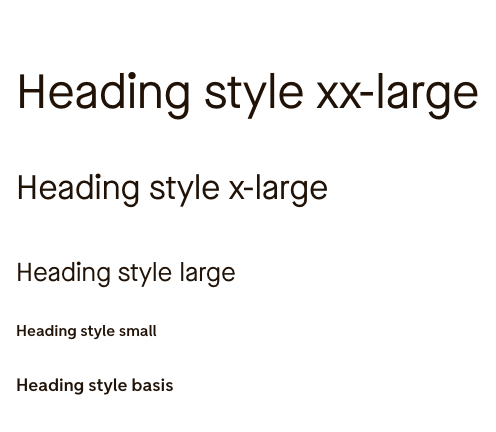 Heading style xx-large
Heading style x-large
Heading style large
Heading style small
Heading style basis